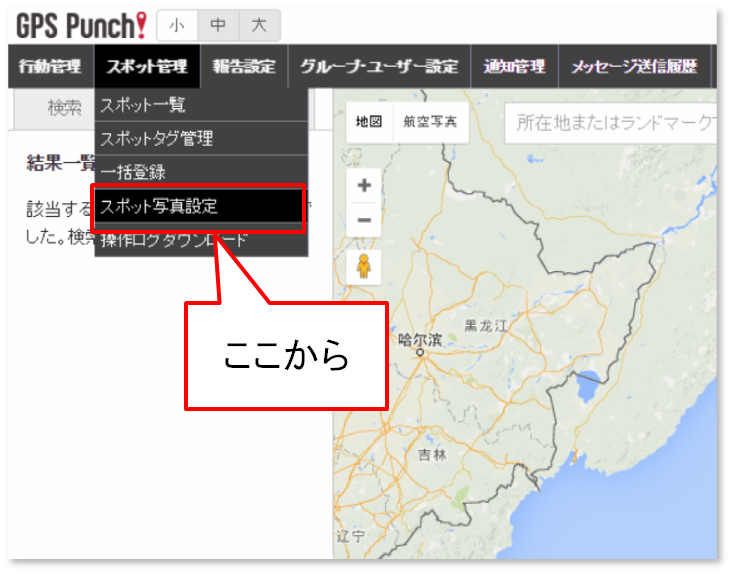 GPS Punch!
小 中 大
行動管理 スポット管理 報告設定 グループ・ユーザー設定 通知管理 メッセージ送信履歴
検索
スポット一覧
地図 航空写真
所在地またはランドマーク
スポットタグ管理
結果一覧
一括登録
該当する
スポット写真設定
した。検索
操作ログダウンロード
ここから
黑龙江
哈尔滨
吉林
辽宁